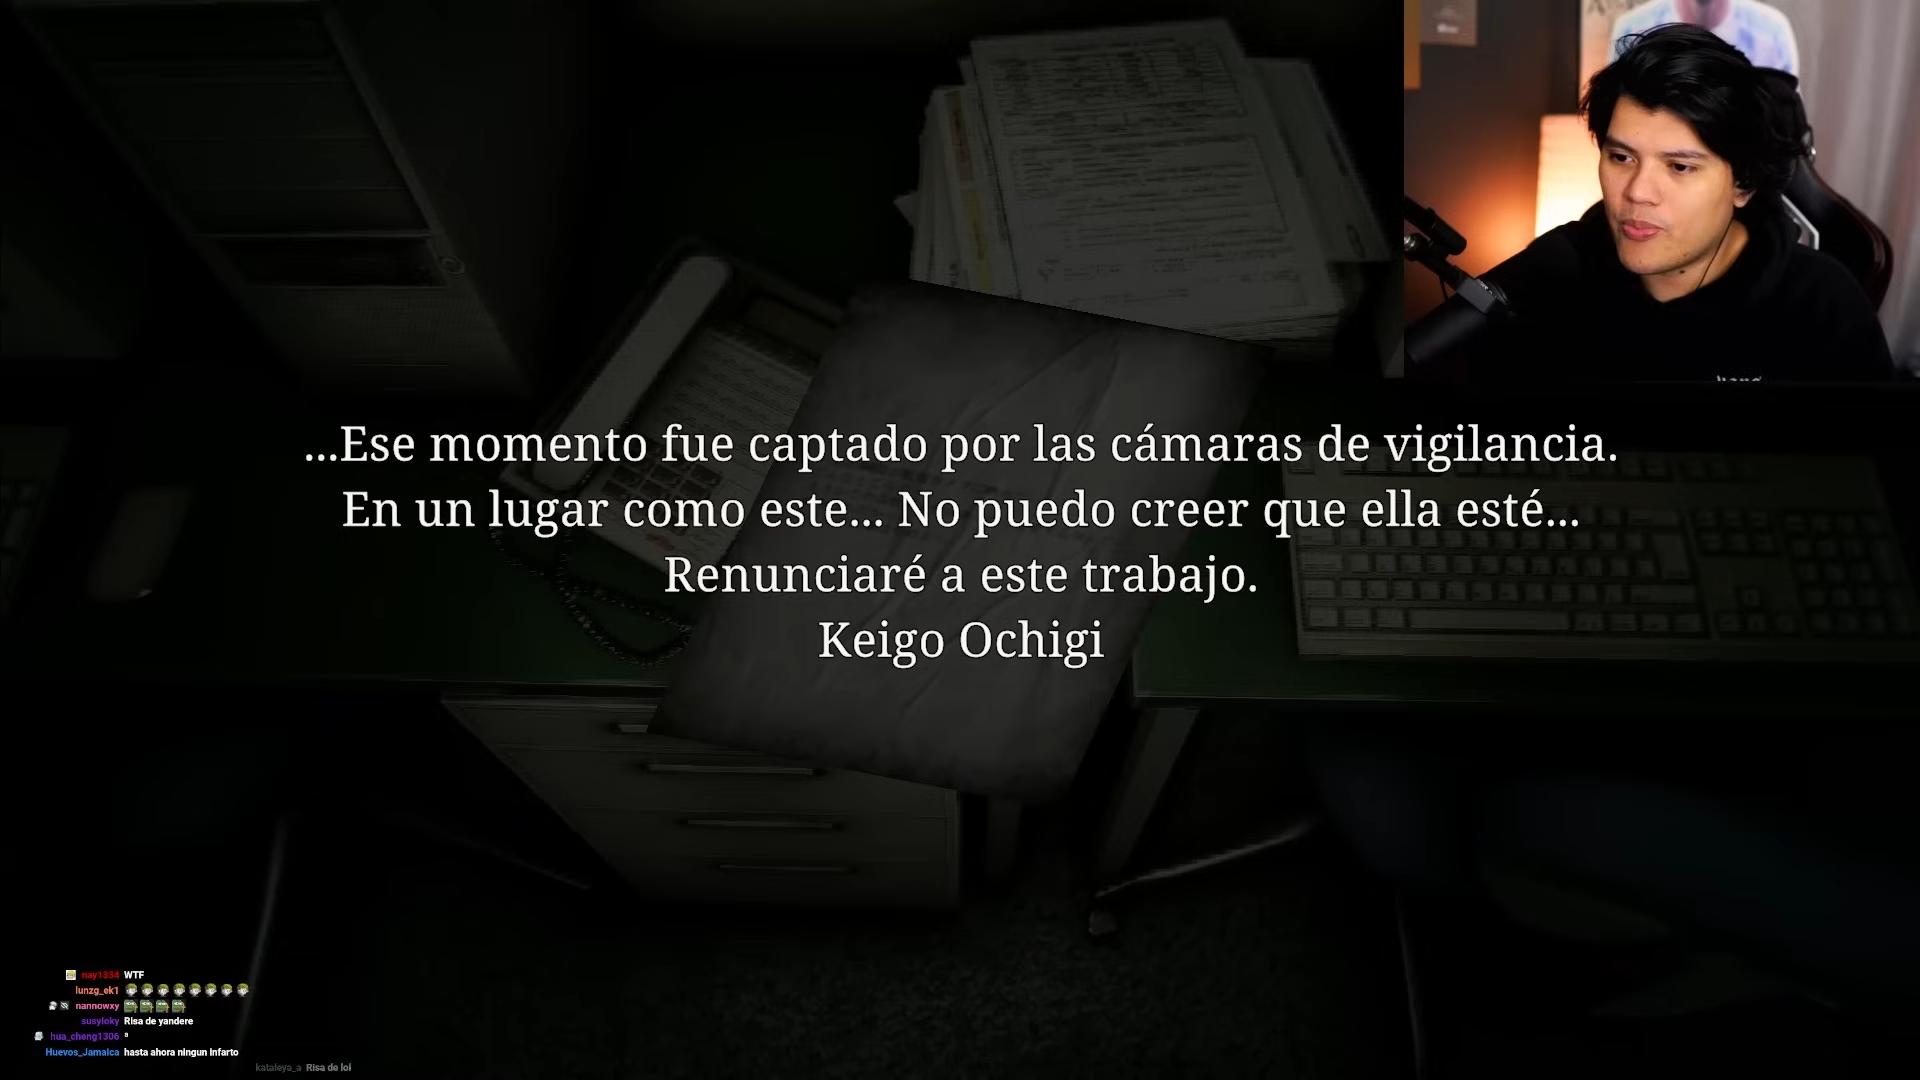 ...Ese momento fue captado por las cámaras de vigilancia.
En un lugar como este... No puedo creer que ella esté...
Renunciaré a este trabajo.
Keigo Ochigi
nay1334 WTF
lunzg_ek1
nannowxy
susyloky Risa de yandere
hua_cheng1306
Huevos_Jamaica hasta ahora ningun infarto
kataleya_a Risa de loi